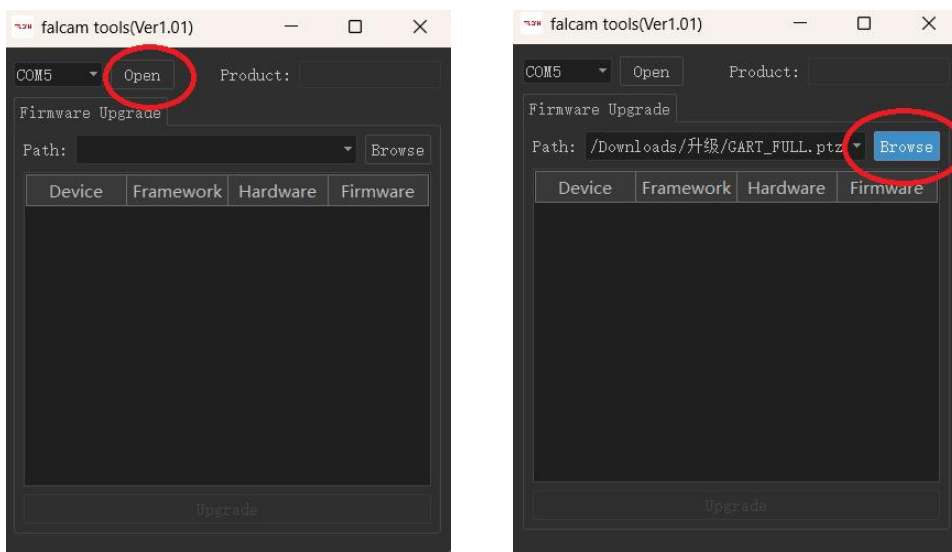 falcam tools(Ver1.01)
COM5 Open Product:
Firmware Upgrade
Path: Browse
Device Framework Hardware Firmware
Upgrade
falcam tools(Ver1.01)
COM5 Open Product:
Firmware Upgrade
Path: /Downloads/升级/GART_FULL.ptz Browse
Device Framework Hardware Firmware
Upgrade